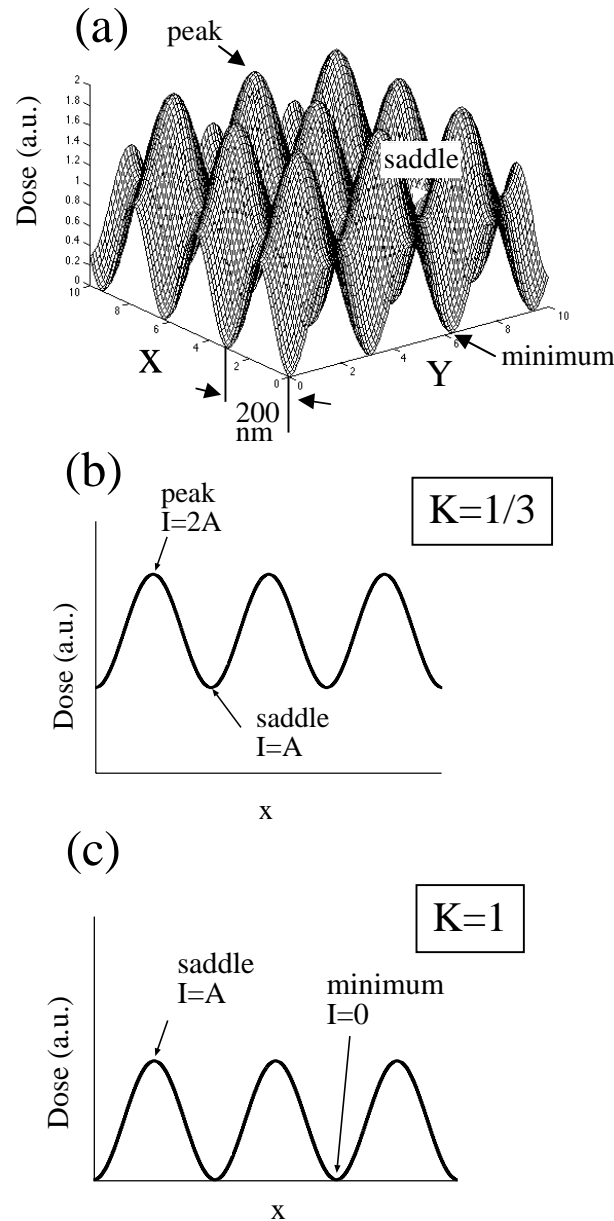 (a)
peak
Dose (a.u.)
2
1.8
1.6
1.4
1.2
1
0.8
0.6
0.4
0.2
0
saddle
10
8
6
4
2
0
X
0
2
4
6
8
10
Y
minimum
200
nm
(b)
peak
I=2A
K=1/3
Dose (a.u.)
saddle
I=A
x
(c)
K=1
saddle
I=A
minimum
I=0
Dose (a.u.)
x